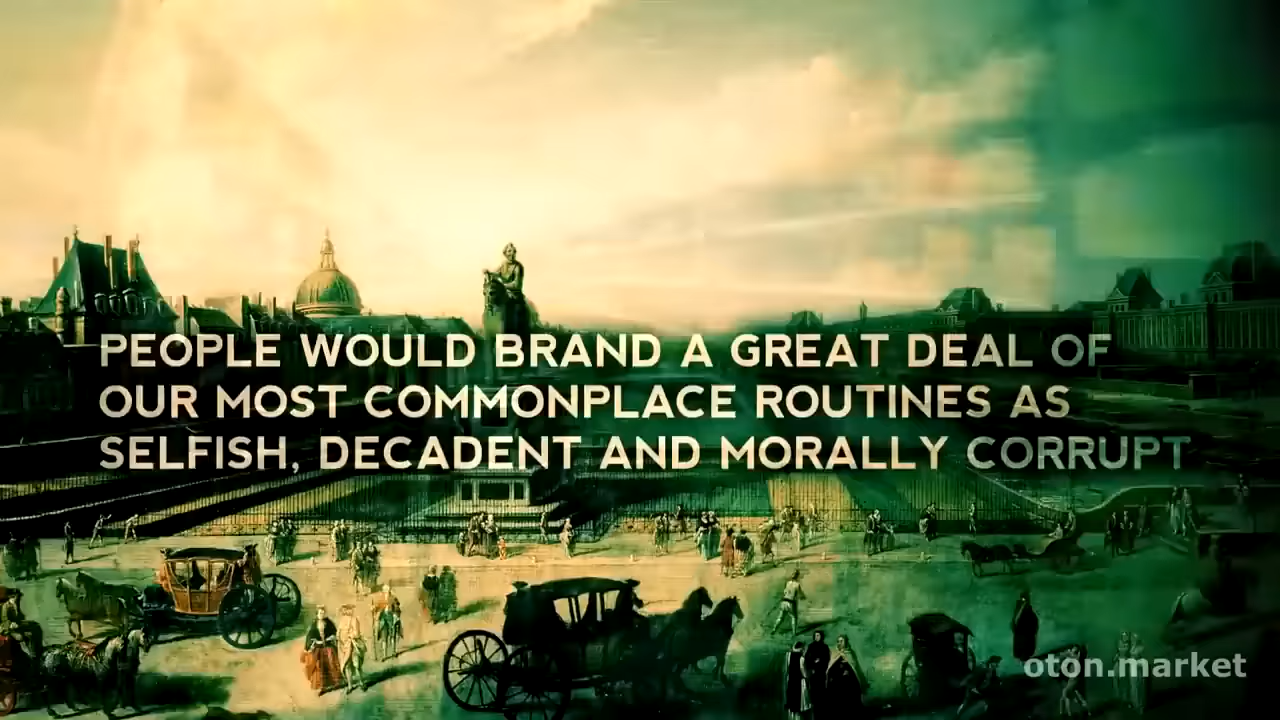 PEOPLE WOULD BRAND A GREAT DEAL OF
OUR MOST COMMONPLACE ROUTINES AS
SELFISH, DECADENT AND MORALLY CORRUPT
oton.market